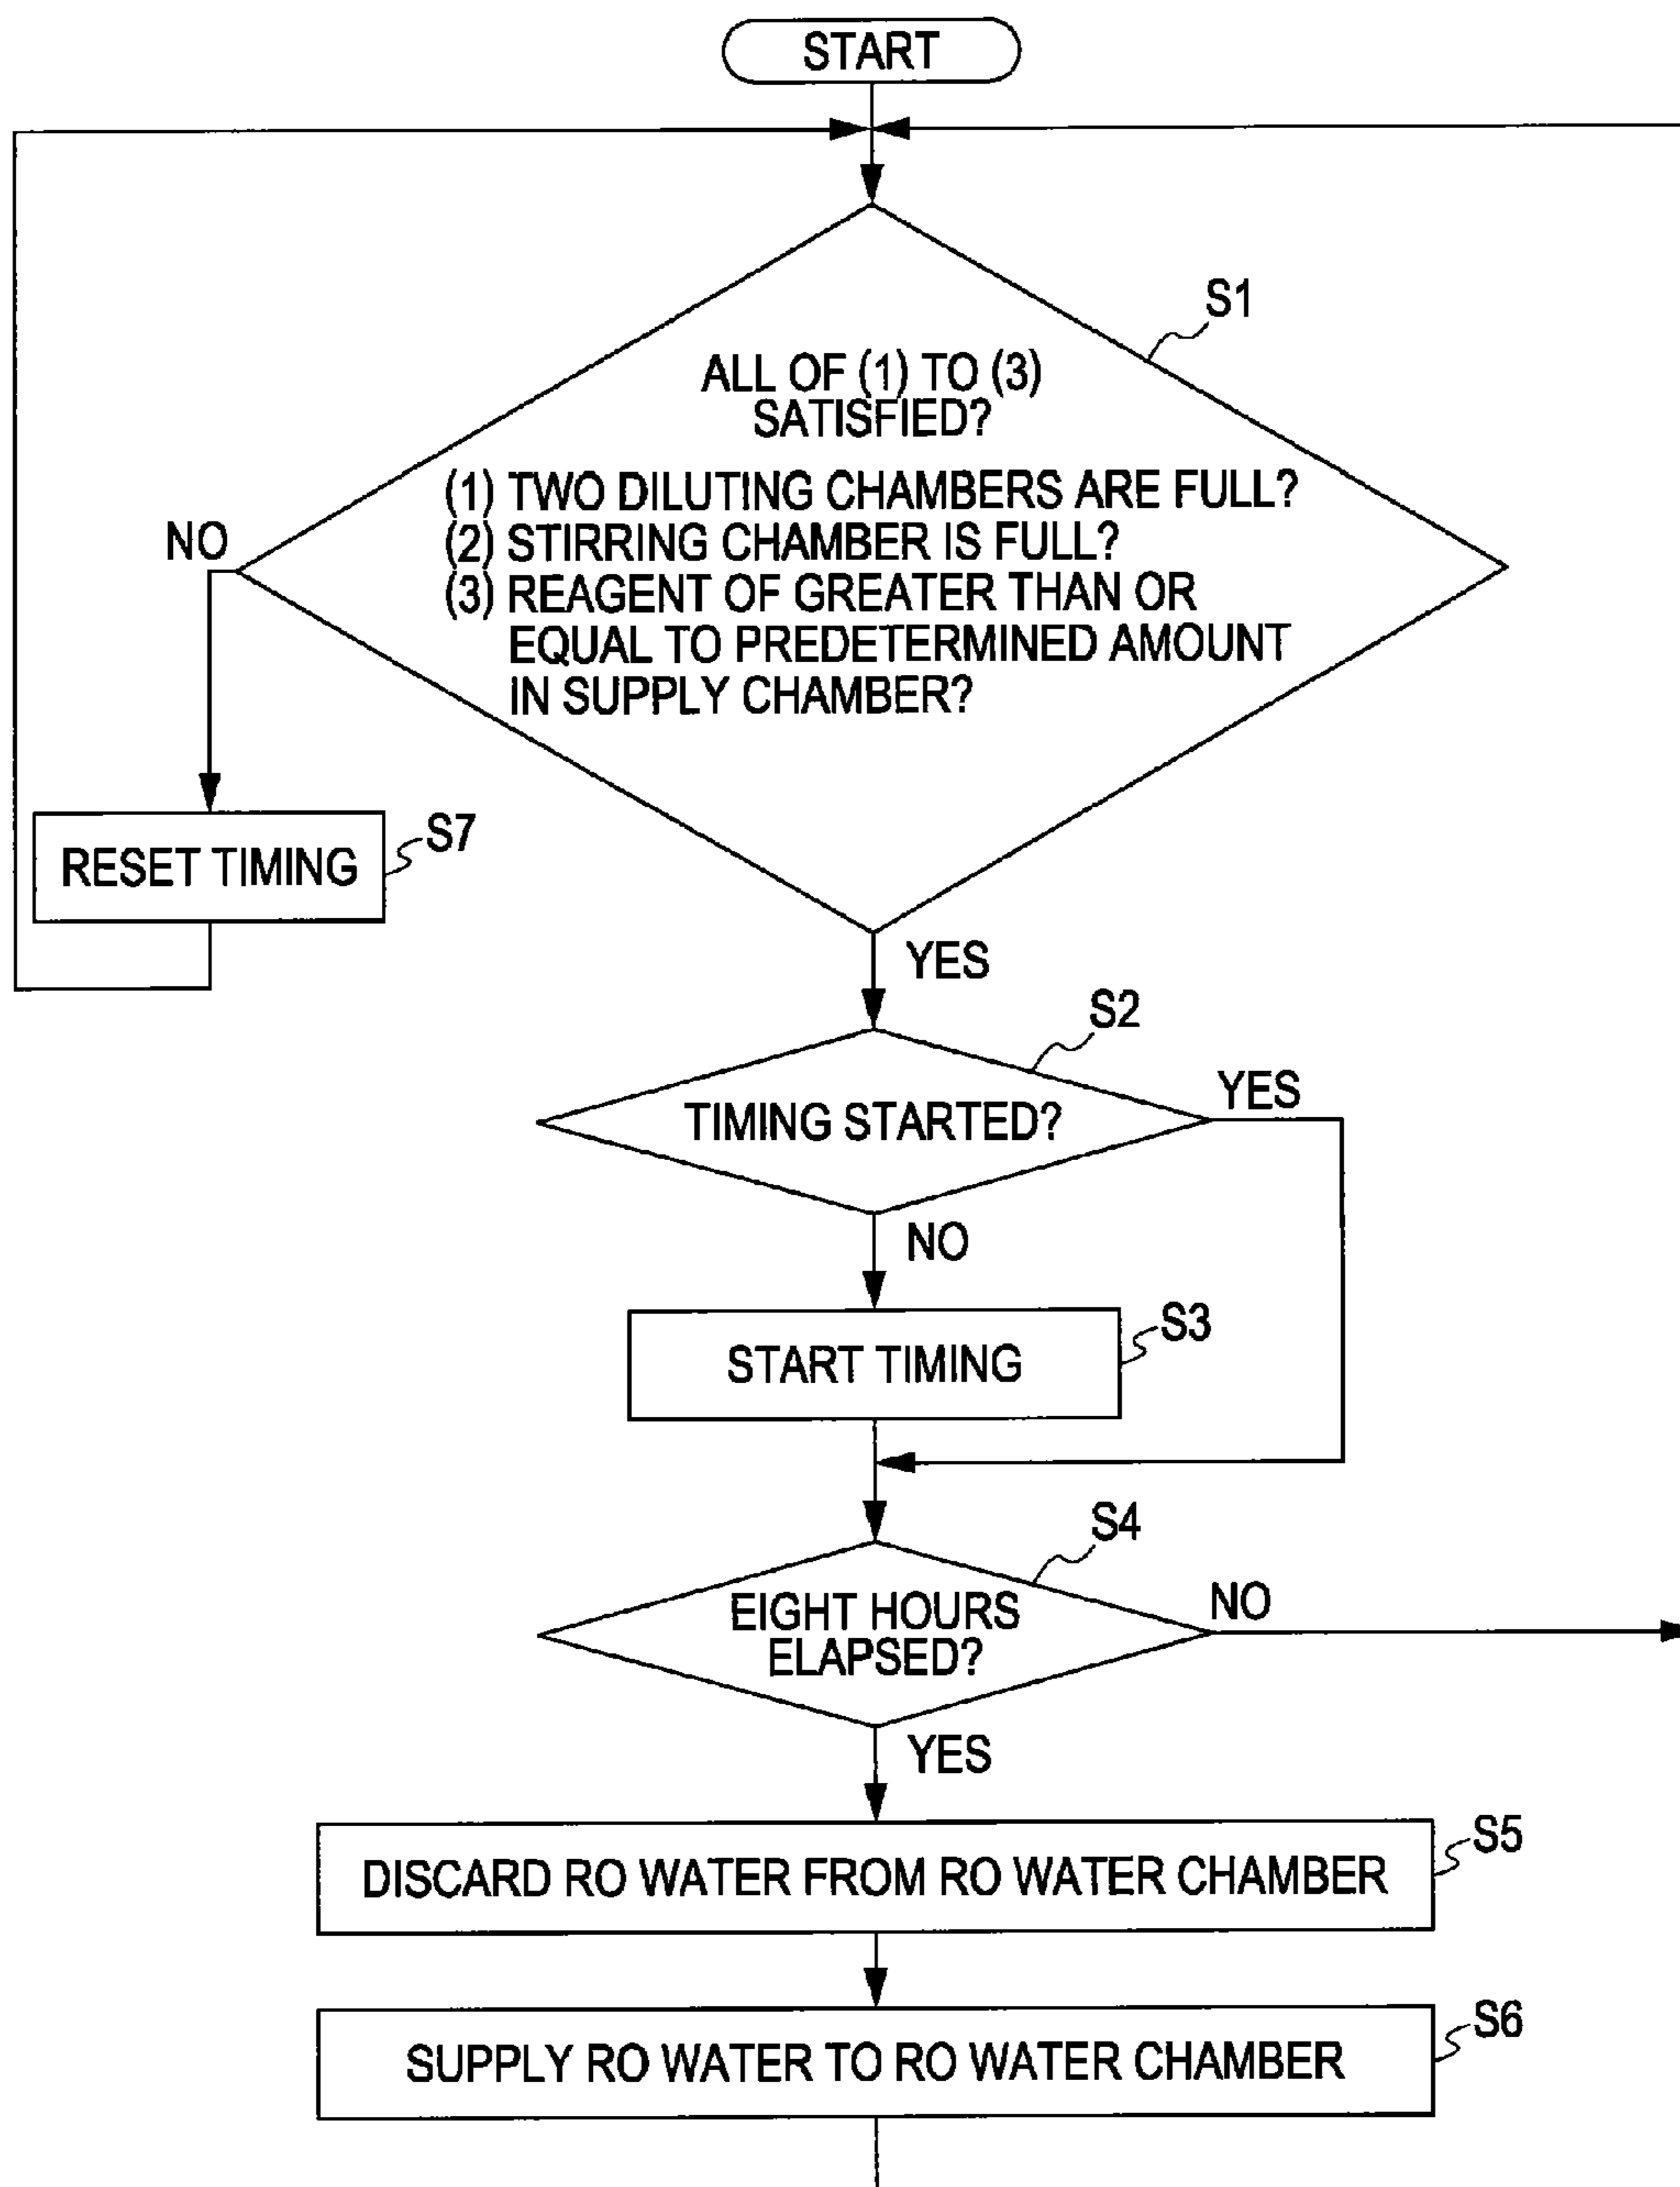 START
S1
ALL OF (1) TO (3)
SATISFIED?
(1) TWO DILUTING CHAMBERS ARE FULL?
(2) STIRRING CHAMBER IS FULL?
(3) REAGENT OF GREATER THAN OR
EQUAL TO PREDETERMINED AMOUNT
IN SUPPLY CHAMBER?
NO
RESET TIMING
S7
YES
S2
TIMING STARTED?
YES
NO
START TIMING
S3
S4
EIGHT HOURS
ELAPSED?
NO
YES
DISCARD RO WATER FROM RO WATER CHAMBER
S5
SUPPLY RO WATER TO RO WATER CHAMBER
S6